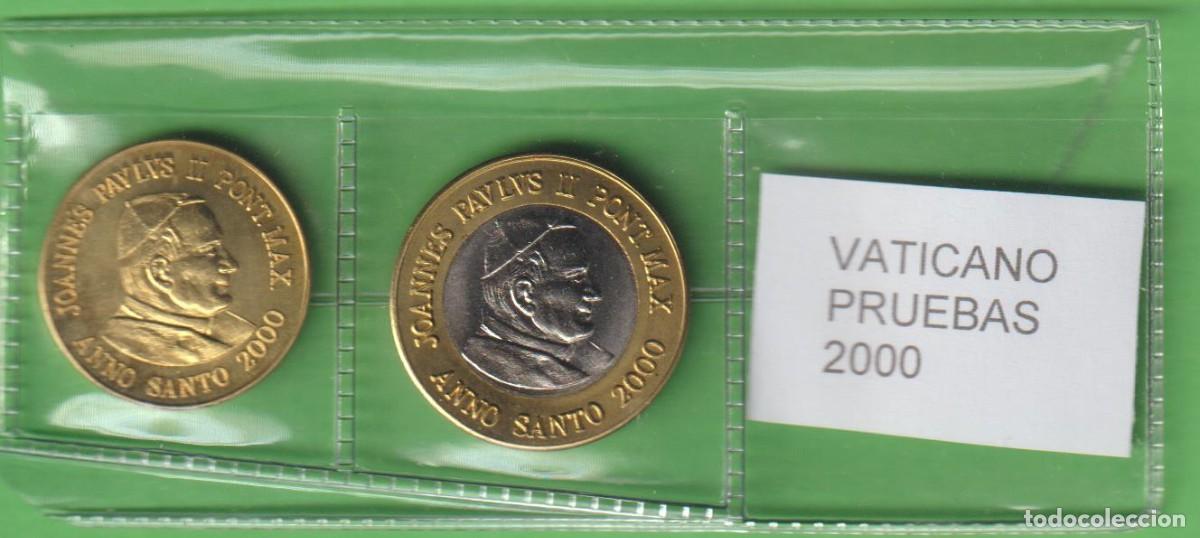 JOANNES PAVLVS II PONT MAX
ANNO SANTO 2000
JOANNES PAVLVS II PONT MAX
ANNO SANTO 2000
VATICANO
PRUEBAS
2000
todocoleccion